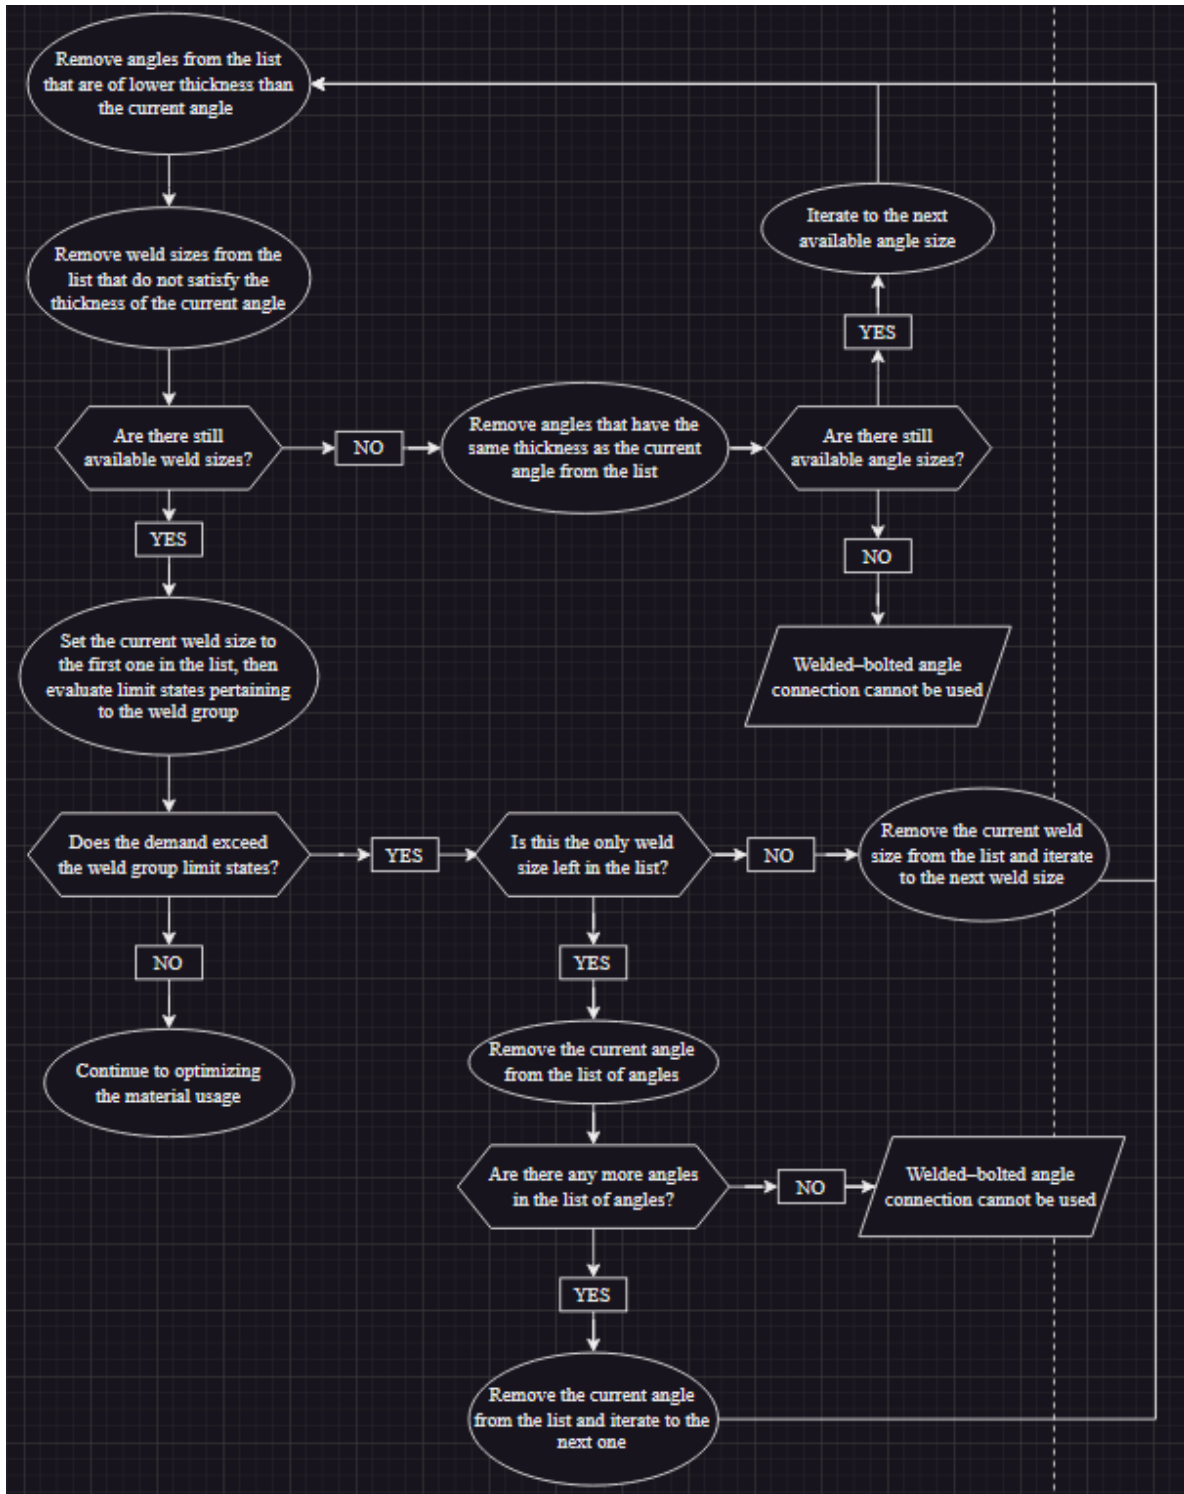 Remove angles from the list
that are of lower thickness than
the current angle
Remove weld sizes from the
list that do not satisfy the
thickness of the current angle
Iterate to the next
available angle size
YES
Are there still
available weld sizes?
NO
Remove angles that have the
same thickness as the current
angle from the list
Are there still
available angle sizes?
YES
NO
Set the current weld size to
the first one in the list, then
evaluate limit states pertaining
to the weld group
Welded–bolted angle
connection cannot be used
Does the demand exceed
the weld group limit states?
YES
Is this the only weld
size left in the list?
NO
Remove the current weld
size from the list and iterate
to the next weld size
NO
YES
Continue to optimizing
the material usage
Remove the current angle
from the list of angles
Are there any more angles
in the list of angles?
NO
Welded–bolted angle
connection cannot be used
YES
Remove the current angle
from the list and iterate to the
next one